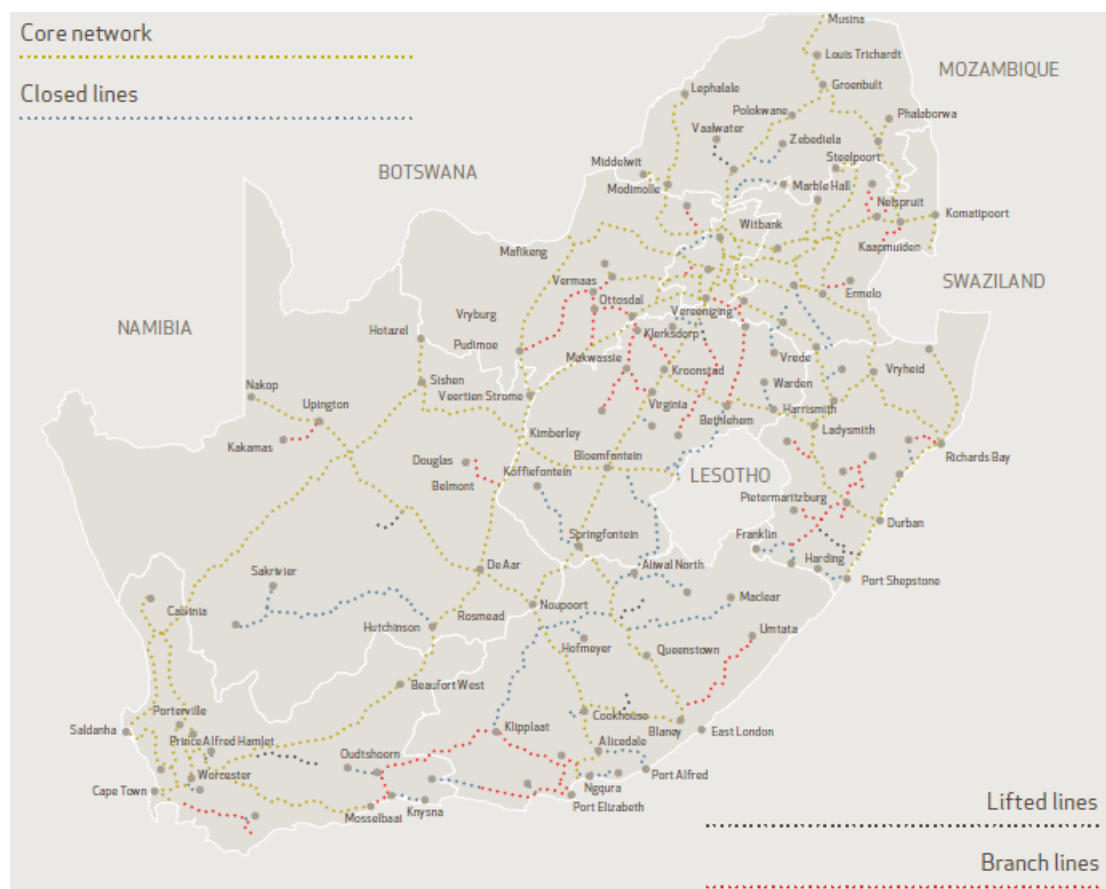 Core network
Closed lines
Musina
Louis Trichardt
MOZAMBIQUE
Groenbult
Lephalale
Polokwane
Phalaborwa
Vaalwater
Zebediela
BOTSWANA
Middelwit
Steelpoort
Modimolle
Marble Hall
Nelspruit
Komatipoort
Witbank
Mafikeng
Kaapmuiden
Vermaas
SWAZILAND
Ermelo
Ottosdal
NAMIBIA
Vryburg
Vereeniging
Hotazel
Klerksdorp
Pudimoe
Makwassie
Vrede
Kroonstad
Vryheid
Nakop
Sishen
Warden
Veertien Strome
Upington
Virginia
Bethlehem
Harrismith
Kakamas
Kimberley
Ladysmith
Douglas
Bloemfontein
Richards Bay
Koffiefontein
LESOTHO
Belmont
Pietermaritzburg
Durban
Springfontein
Franklin
Harding
De Aar
Aliwal North
Port Shepstone
Sakrivier
Calvinia
Rosmead
Noupoort
Maclear
Hutchinson
Umtata
Hofmeyer
Queenstown
Beaufort West
Porterville
Saldanha
Klipplaat
Cookhouse
Blaney
East London
Prince Alfred Hamlet
Oudtshoorn
Alicedale
Worcester
Port Alfred
Cape Town
Ngqura
Knysna
Port Elizabeth
Mosselbaai
Lifted lines
Branch lines